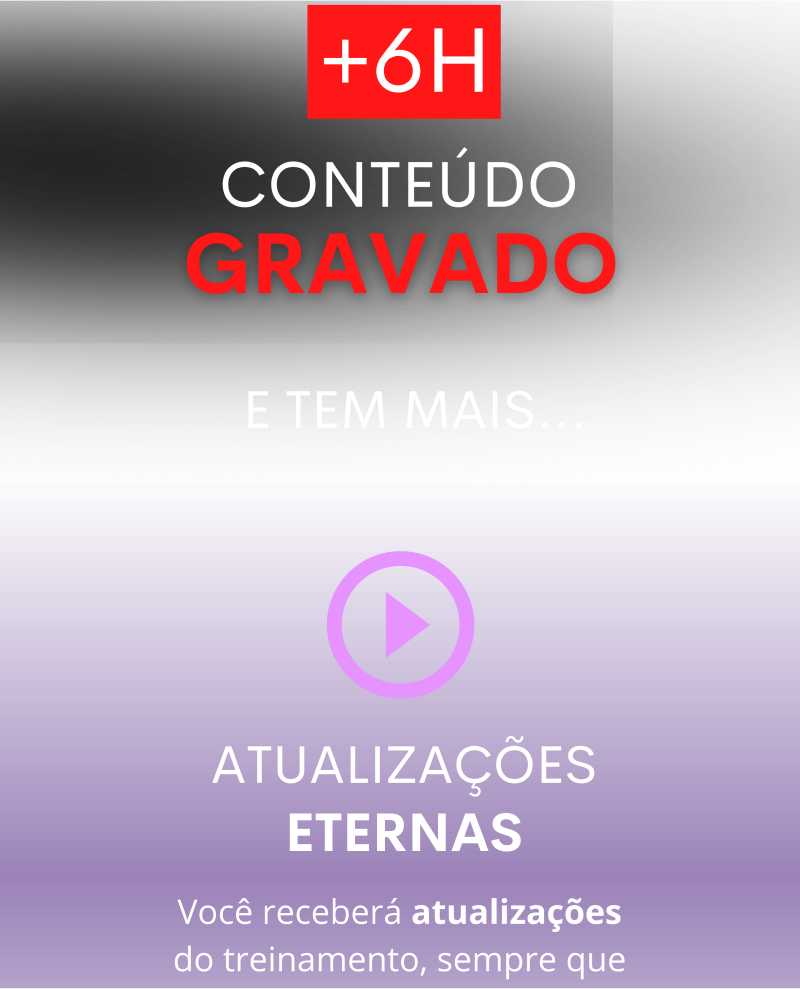 +6H
CONTEÚDO
GRAVADO
E TEM MAIS...
ATUALIZAÇÕES
ETERNAS
Você receberá atualizações
do treinamento, sempre que